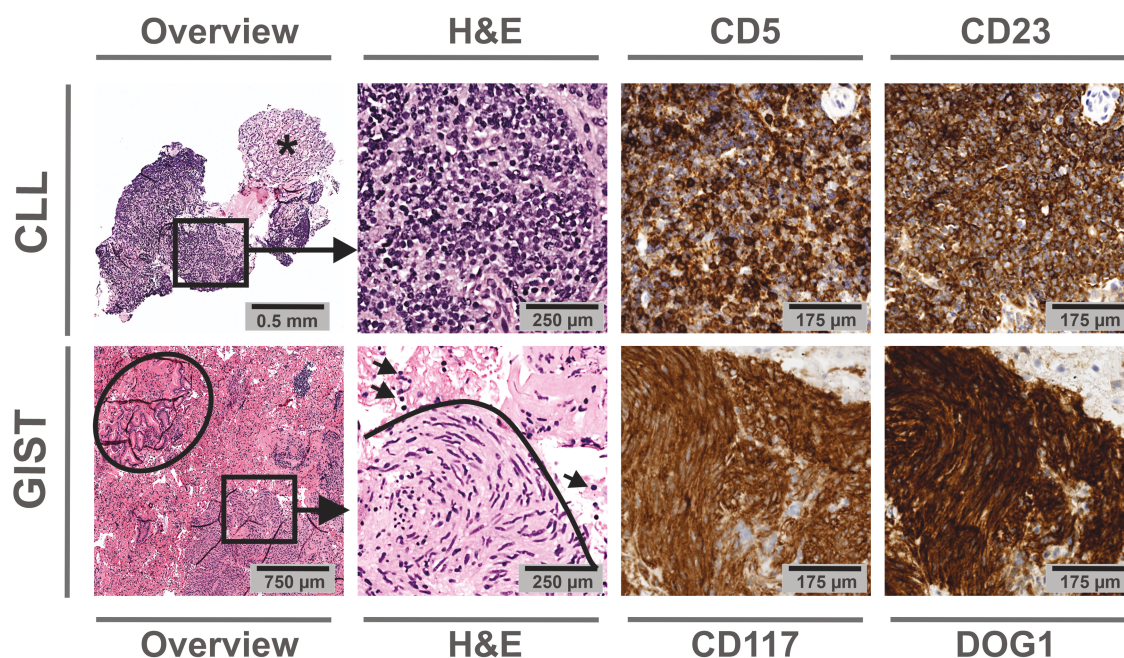 Overview H&E CD5 CD23
CLL
*
0.5 mm 250 µm 175 µm 175 µm
GIST
750 µm 250 µm 175 µm 175 µm
Overview H&E CD117 DOG1